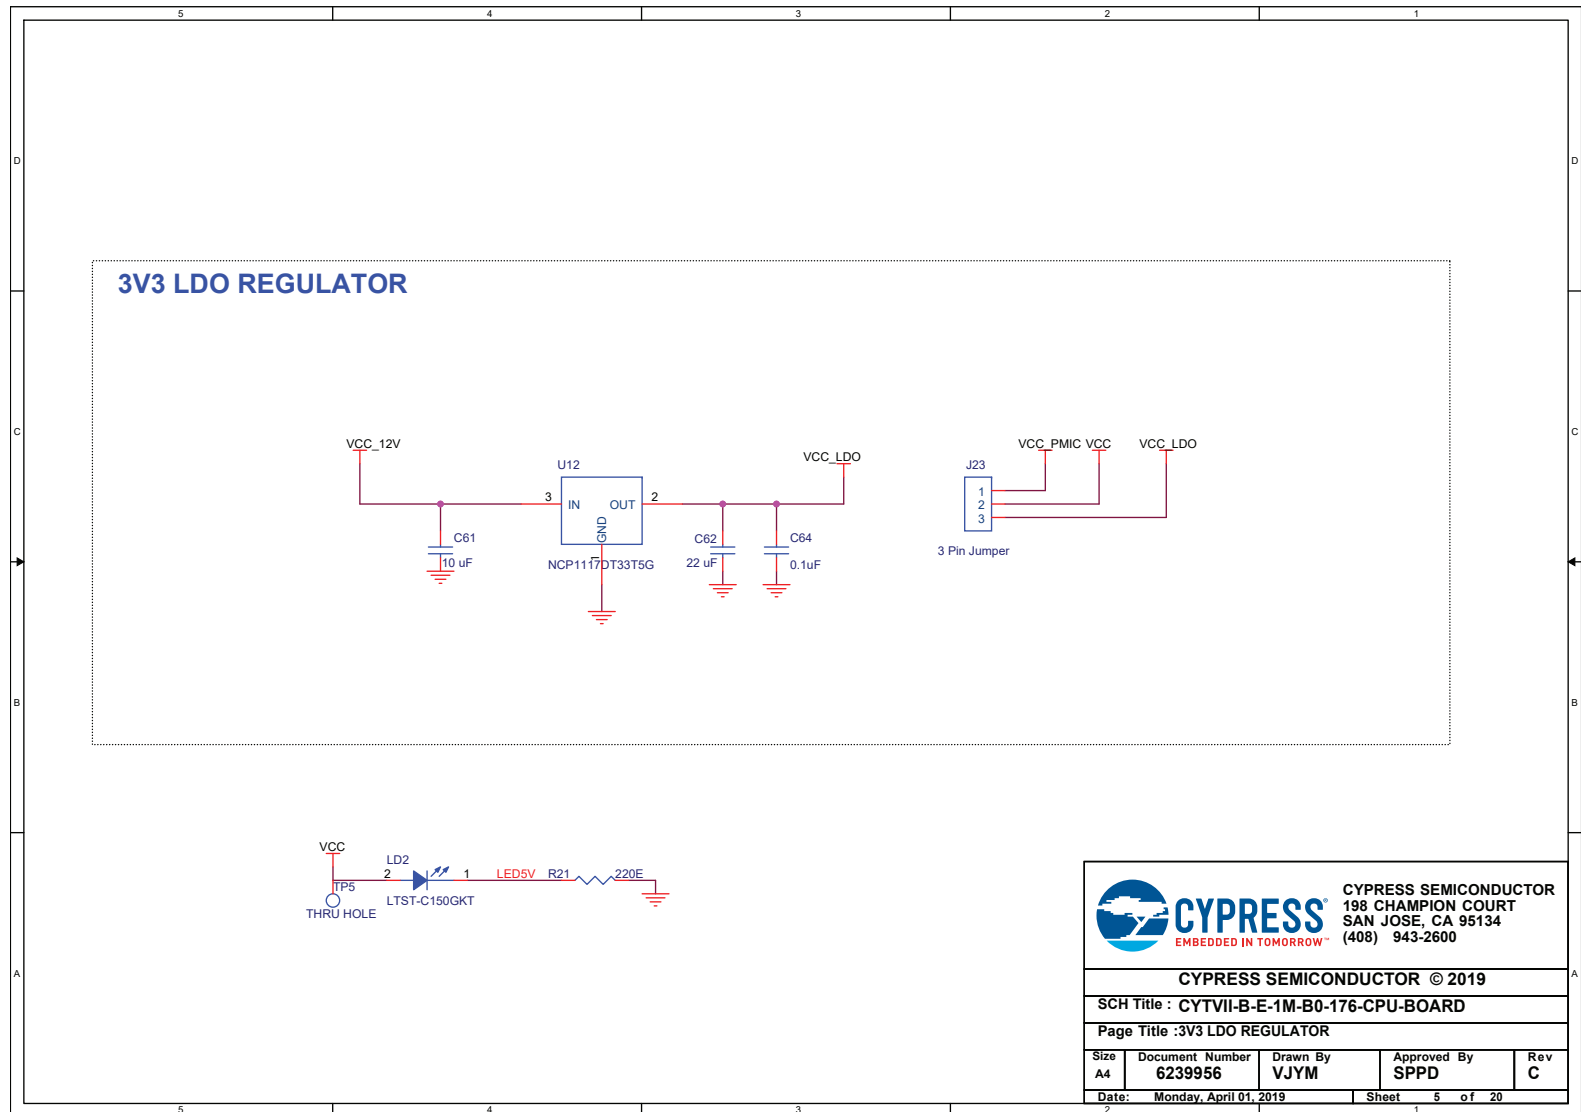 5 4 3 2 1
D D
3V3 LDO REGULATOR
C C
VCC_12V
U12
VCC_LDO
VCC_PMIC VCC VCC_LDO
J23
3 IN OUT 2
GND
1
1
2
3
C61
10 uF
NCP1117DT33T5G
C62
22 uF
C64
0.1uF
3 Pin Jumper
B B
VCC
LD2
2 1 LED5V R21 220E
TP5
LTST-C150GKT
THRU HOLE
A A
CYPRESS®
EMBEDDED IN TOMORROW™
CYPRESS SEMICONDUCTOR
198 CHAMPION COURT
SAN JOSE, CA 95134
(408) 943-2600
CYPRESS SEMICONDUCTOR © 2019
SCH Title : CYTVII-B-E-1M-B0-176-CPU-BOARD
Page Title :3V3 LDO REGULATOR
Size Document Number Drawn By Approved By Rev
A4 6239956 VJYM SPPD C
Date: Monday, April 01, 2019 Sheet 5 of 20
5 4 3 2 1